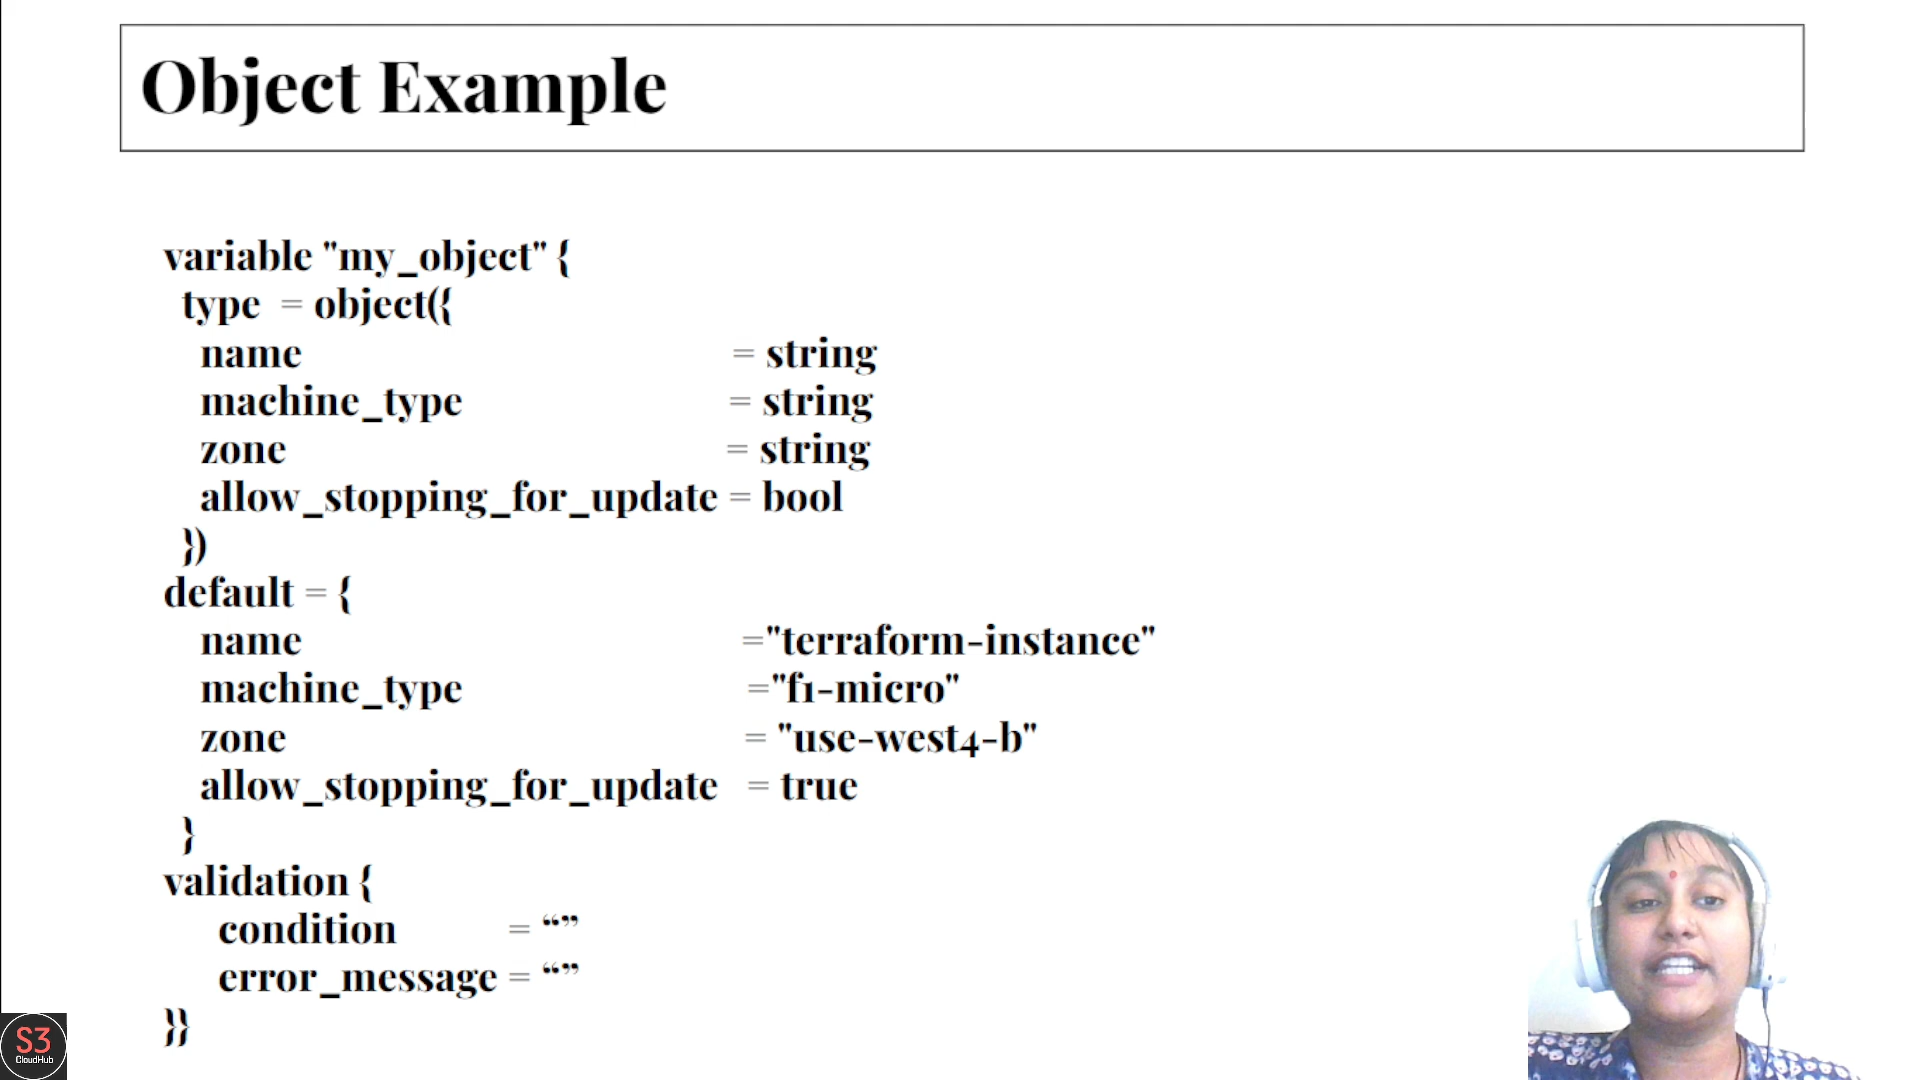 Object Example
variable "my_object" {
type = object({
name = string
machine_type = string
zone = string
allow_stopping_for_update = bool
})
default = {
name ="terraform-instance"
machine_type ="f1-micro"
zone = "use-west4-b"
allow_stopping_for_update = true
}
validation {
condition = “”
error_message = “”
}}
S3
CloudHub